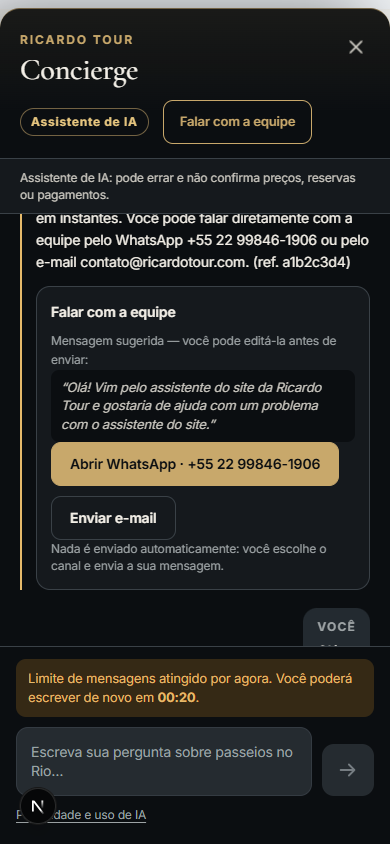 RICARDO TOUR
Concierge
Assistente de IA
Falar com a equipe
Assistente de IA: pode errar e não confirma preços, reservas
ou pagamentos.
em instantes. Você pode falar diretamente com a
equipe pelo WhatsApp +55 22 99846-1906 ou pelo
e-mail contato@ricardotour.com. (ref. a1b2c3d4)
Falar com a equipe
Mensagem sugerida — você pode editá-la antes de
enviar:
“Olá! Vim pelo assistente do site da Ricardo
Tour e gostaria de ajuda com um problema
com o assistente do site.”
Abrir WhatsApp · +55 22 99846-1906
Enviar e-mail
Nada é enviado automaticamente: você escolhe o
canal e envia a sua mensagem.
VOCÊ
Limite de mensagens atingido por agora. Você poderá
escrever de novo em 00:20.
Escreva sua pergunta sobre passeios no
Rio...
N
e uso de IA